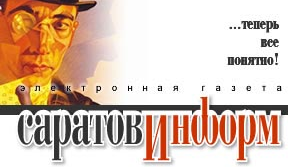 ...теперь
все
понятно!
электронная газета
саратовИнформ